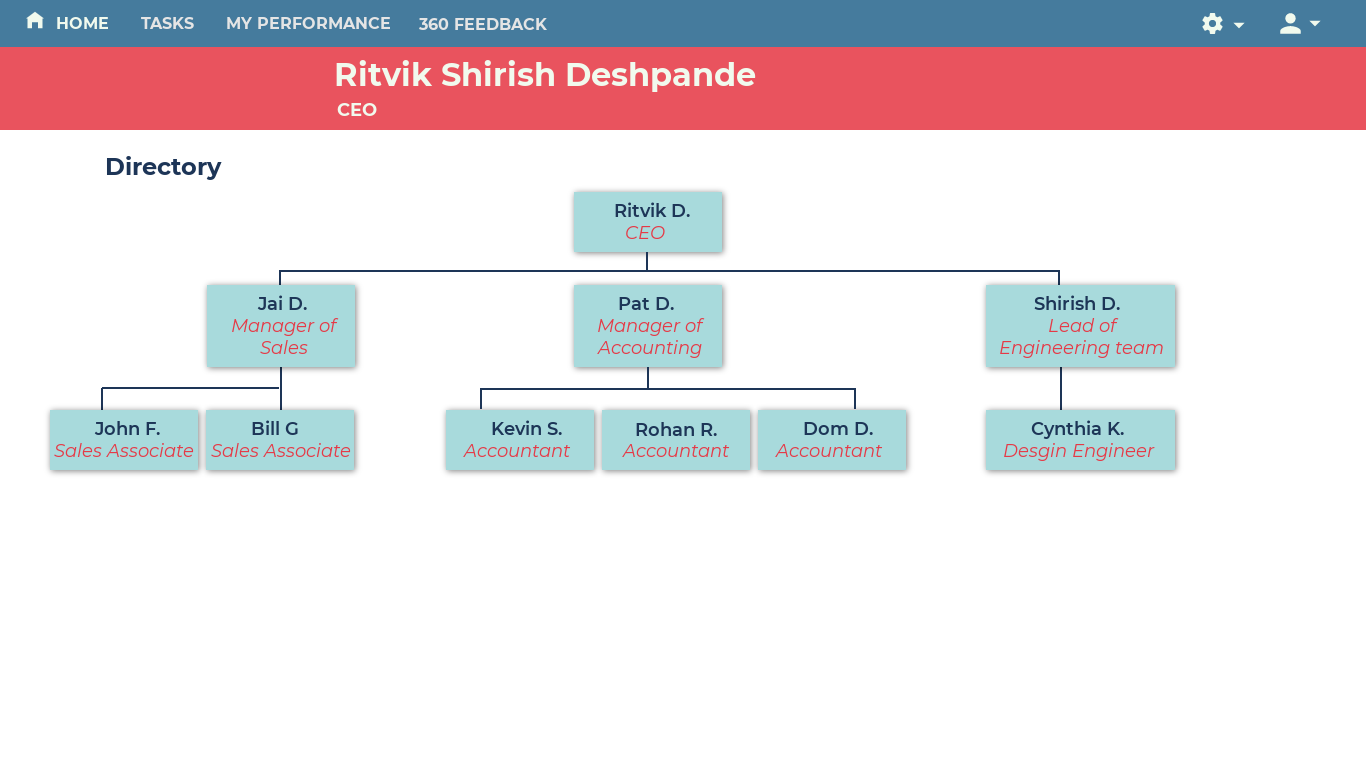 HOME TASKS MY PERFORMANCE 360 FEEDBACK
Ritvik Shirish Deshpande
CEO
Directory
Ritvik D.
CEO
Jai D.
Manager of
Sales
Pat D.
Manager of
Accounting
Shirish D.
Lead of
Engineering team
John F.
Sales Associate
Bill G
Sales Associate
Kevin S.
Accountant
Rohan R.
Accountant
Dom D.
Accountant
Cynthia K.
Desgin Engineer